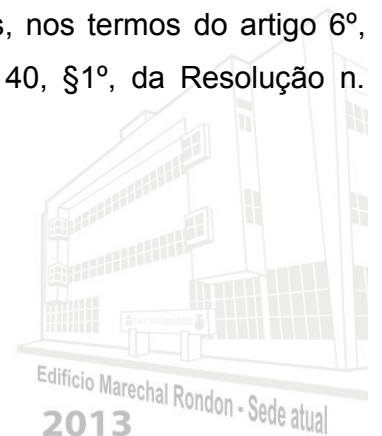 s, nos termos do artigo 6º,
40, §1º, da Resolução n.
Edifício Marechal Rondon - Sede atual
2013